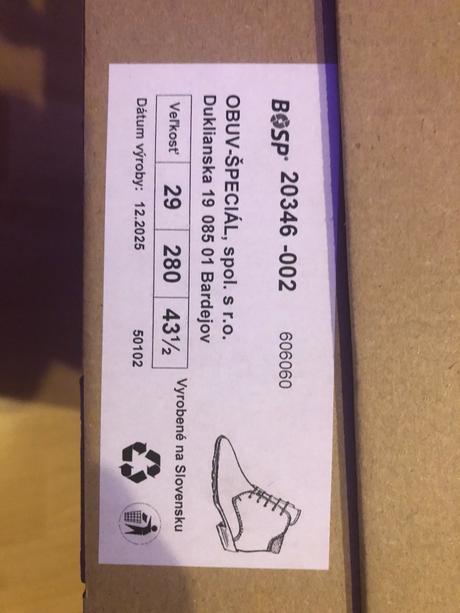 BOSP® 20346 -002 606060
OBUV-ŠPECIÁL, spol. s r.o.
Duklianska 19 085 01 Bardejov
Veľkosť 29 280 43½ Vyrobené na Slovensku
Dátum výroby: 12.2025 50102